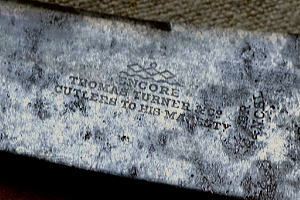 ENCORE
THOMAS TURNER & CO
CUTLERS TO HIS MAJESTY